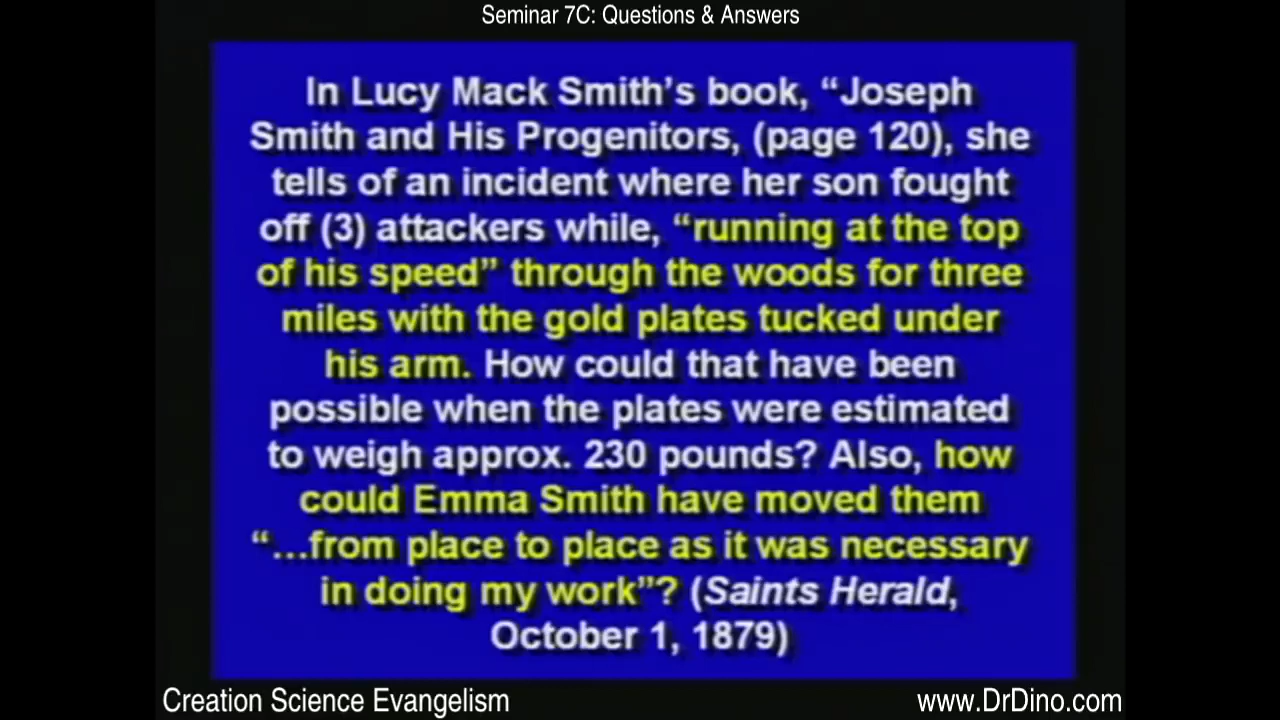 Seminar 7C: Questions & Answers
In Lucy Mack Smith's book, “Joseph
Smith and His Progenitors, (page 120), she
tells of an incident where her son fought
off (3) attackers while, “running at the top
of his speed” through the woods for three
miles with the gold plates tucked under
his arm. How could that have been
possible when the plates were estimated
to weigh approx. 230 pounds? Also, how
could Emma Smith have moved them
“...from place to place as it was necessary
in doing my work”? (Saints Herald,
October 1, 1879)
Creation Science Evangelism
www.DrDino.com